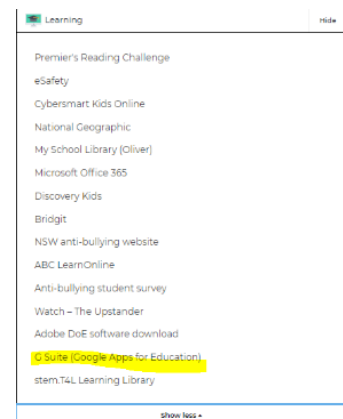 Learning
Hide
Premier's Reading Challenge
eSafety
Cybersmart Kids Online
National Geographic
My School Library (Oliver)
Microsoft Office 365
Discovery Kids
Bridgit
NSW anti-bullying website
ABC LearnOnline
Anti-bullying student survey
Watch – The Upstander
Adobe DoE software download
G Suite (Google Apps for Education)
stem.T4L Learning Library
Show less